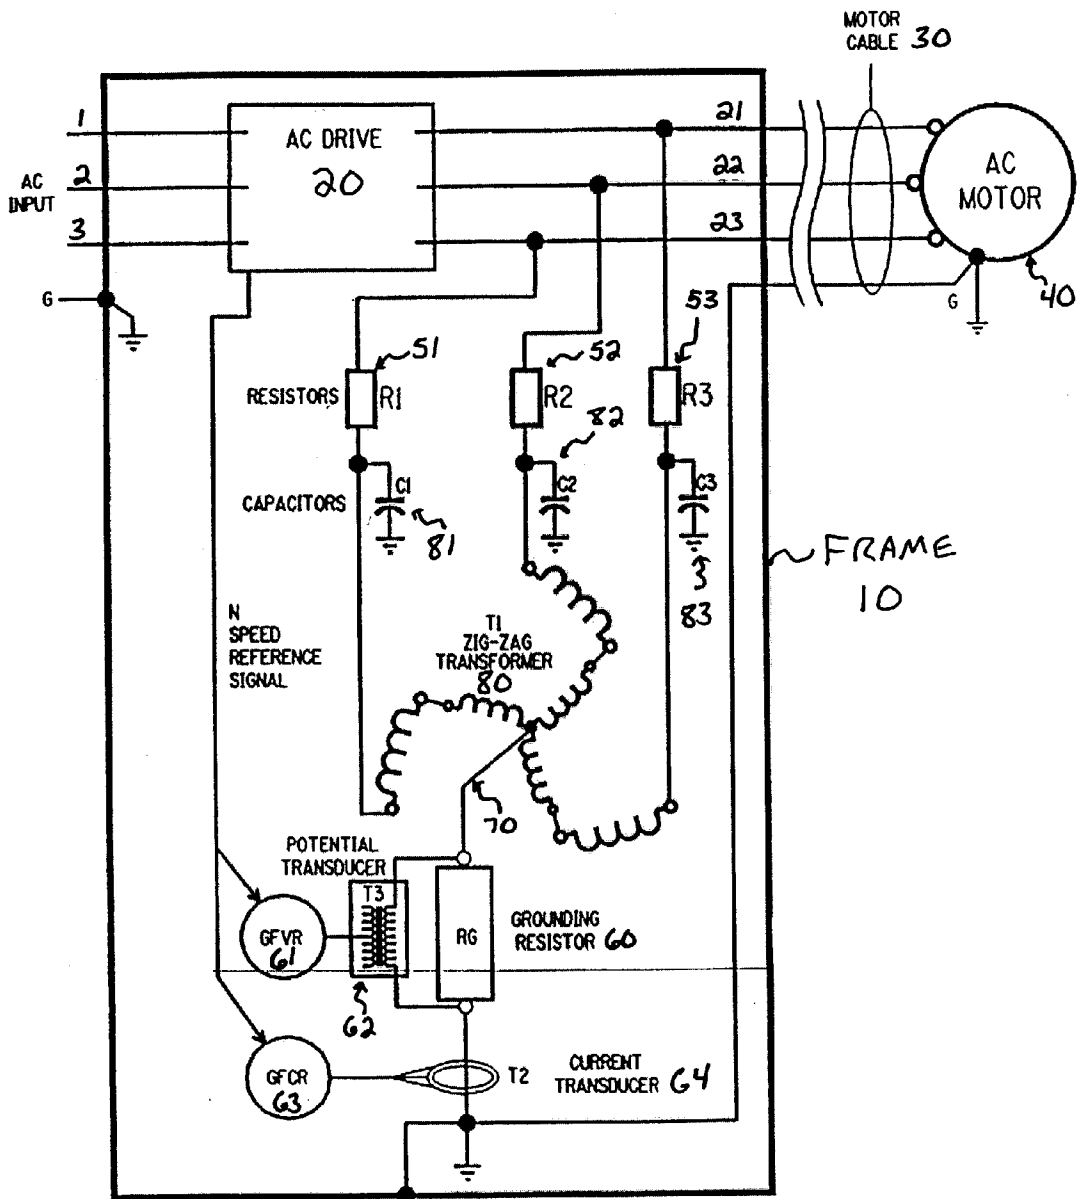 MOTOR
CABLE 30
1
2
3
AC
INPUT
G
AC DRIVE
20
21
22
23
AC
MOTOR
40
G
51
52
53
RESISTORS
R1
R2
R3
82
CAPACITORS
C1
C2
C3
81
83
FRAME
10
N
SPEED
REFERENCE
SIGNAL
T1
ZIG-ZAG
TRANSFORMER
80
70
POTENTIAL
TRANSDUCER
T3
GFVR
61
62
RG
GROUNDING
RESISTOR 60
GFCR
63
T2
CURRENT
TRANSDUCER 64